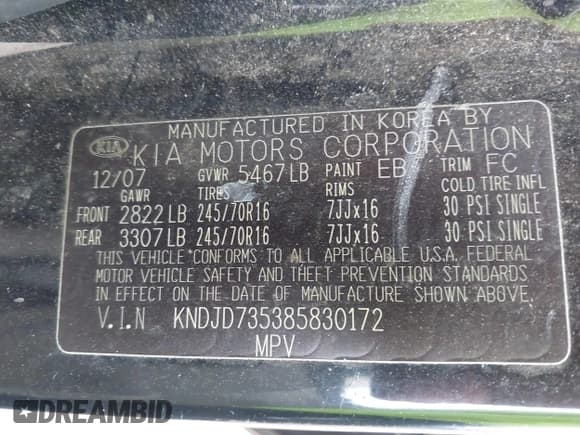 MANUFACTURED IN KOREA BY
KIA KIA MOTORS CORPORATION
12/07 GVWR 5467LB PAINT EB TRIM FC
GAWR TIRES RIMS COLD TIRE INFL
FRONT 2822LB 245/70R16 7JJx16 30 PSI SINGLE
REAR 3307LB 245/70R16 7JJx16 30 PSI SINGLE
THIS VEHICLE CONFORMS TO ALL APPLICABLE U.S.A. FEDERAL
MOTOR VEHICLE SAFETY AND THEFT PREVENTION STANDARDS
IN EFFECT ON THE DATE OF MANUFACTURE SHOWN ABOVE.
V.I.N KNDJD735385830172
MPV
DREAMBID